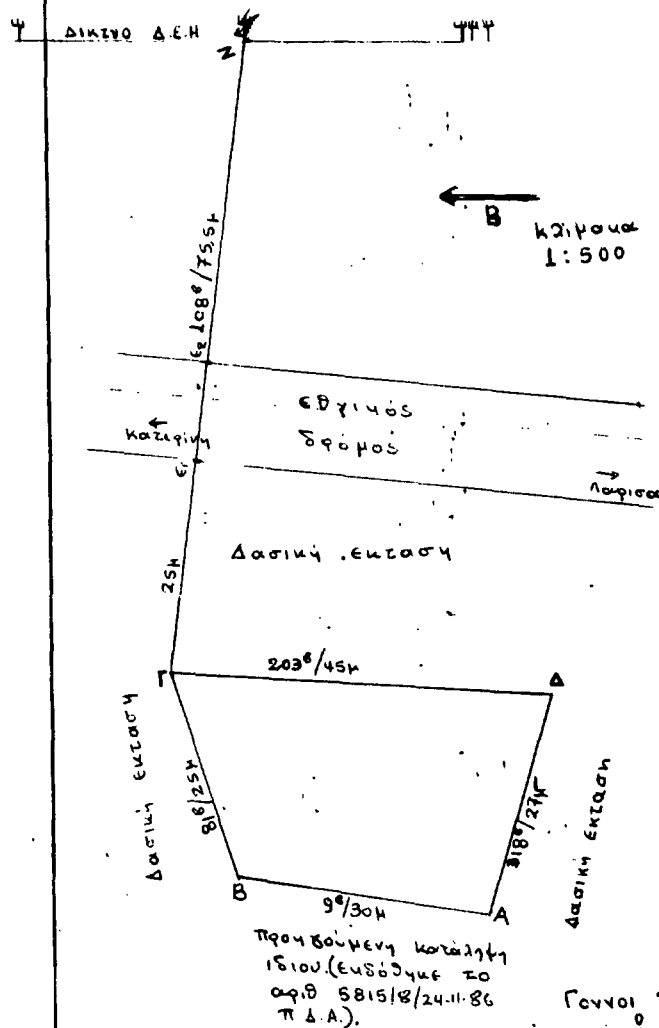 ΔΙΚΤΥΟ Δ.Ε.Η
Ζ
Β
κλίμακα
1:500
108ᵍ/75,5μ
ε₂
εθνικός
δρόμος
Κατερίνη
ε₁
Λάρισα
Δασική έκταση
25μ
203ᵍ/45μ
Γ
Δ
Δασική έκταση
81ᵍ/25μ
318ᵍ/27μ
Δασική έκταση
Β
9ᵍ/30μ
Α
Προηγούμενη κατάληψη
ιδίου.(εκδόθηκε το
αριθ 5815/8/24.11.86
Π.Δ.Α.).
Γόννοι